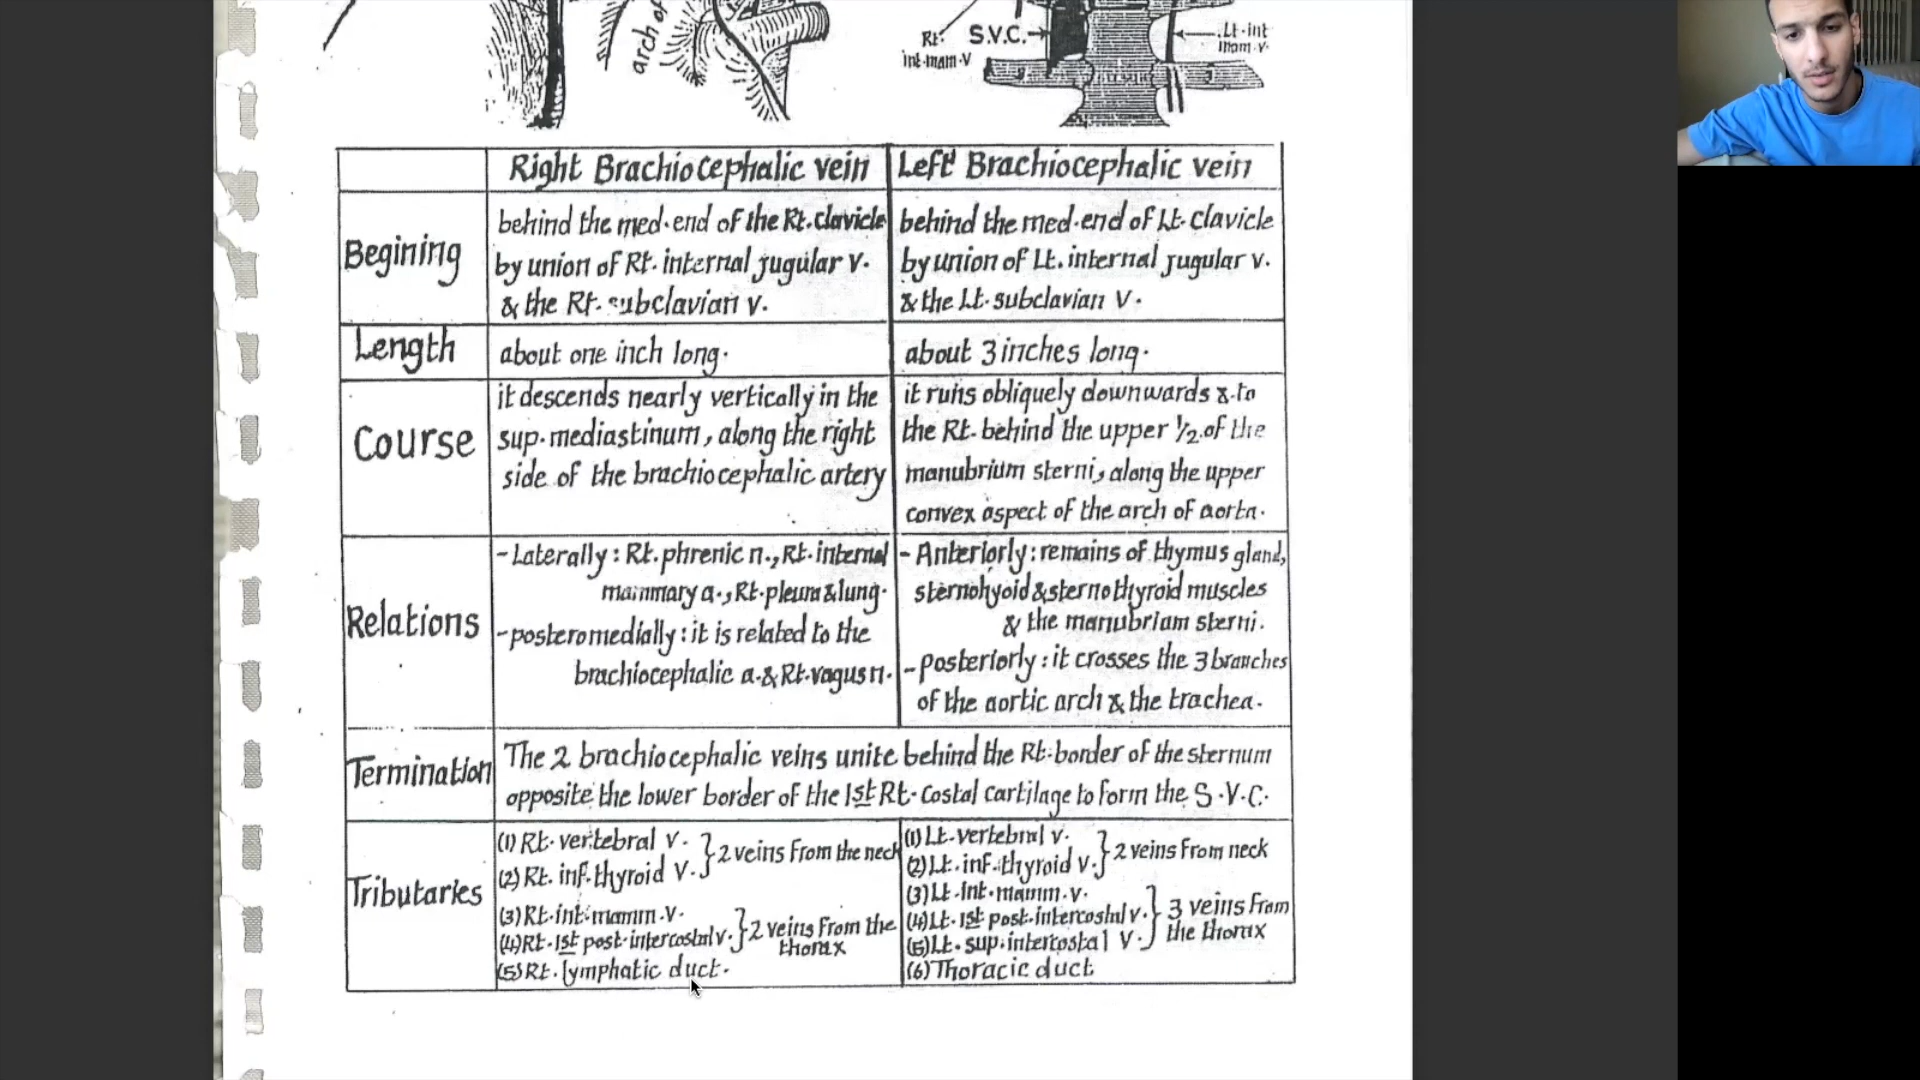 arch of
Rt.
int.mam.V
S.V.C.
Lt.int
mam.v.
Right Brachiocephalic vein
Left Brachiocephalic vein
Begining
behind the med.end of the Rt.clavicle
by union of Rt. internal jugular v.
& the Rt. subclavian v.
behind the med.end of Lt. clavicle
by union of Lt. internal jugular v.
& the Lt. subclavian V.
Length
about one inch long.
about 3 inches long.
Course
it descends nearly vertically in the
sup. mediastinum, along the right
side of the brachiocephalic artery
it runs obliquely downwards & to
the Rt. behind the upper 1/2 of the
manubrium sterni, along the upper
convex aspect of the arch of aorta.
Relations
- Laterally : Rt. phrenic n., Rt. internal
mammary a., Rt. pleura & lung.
- posteromedially : it is related to the
brachiocephalic a. & Rt. vagus n.
- Anteriorly : remains of thymus gland,
sternohyoid & sternothyroid muscles
& the manubrium sterni.
- posteriorly : it crosses the 3 branches
of the aortic arch & the trachea.
Termination
The 2 brachiocephalic veins unite behind the Rt. border of the sternum
opposite the lower border of the 1st Rt. Costal cartilage to form the S.V.C.
Tributaries
(1) Rt. vertebral v.
(2) Rt. inf. thyroid v.
2 veins from the neck
(3) Rt. int. mamm. v.
(4) Rt. 1st post. intercostal v.
2 veins from the
thorax
(5) Rt. lymphatic duct.
(1) Lt. vertebral v.
(2) Lt. inf. thyroid v.
2 veins from neck
(3) Lt. int. mamm. v.
(4) Lt. 1st post. intercostal v.
(5) Lt. sup. intercostal v.
3 veins from
the thorax
(6) Thoracic duct